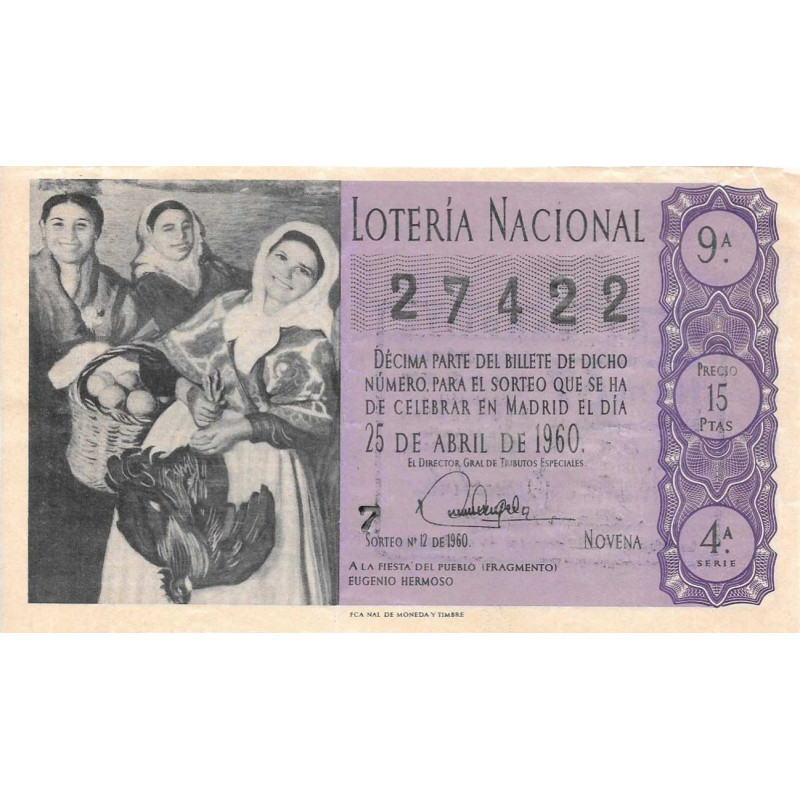 LOTERÍA NACIONAL
27422
DÉCIMA PARTE DEL BILLETE DE DICHO
NÚMERO, PARA EL SORTEO QUE SE HA
DE CELEBRAR EN MADRID EL DÍA
25 DE ABRIL DE 1960.
EL DIRECTOR GRAL DE TRIBUTOS ESPECIALES
7
SORTEO Nº 12 DE 1960.
NOVENA
A LA FIESTA DEL PUEBLO (FRAGMENTO)
EUGENIO HERMOSO
9ª.
PRECIO
15
PTAS
4ª.
SERIE
FCA NAL DE MONEDA Y TIMBRE